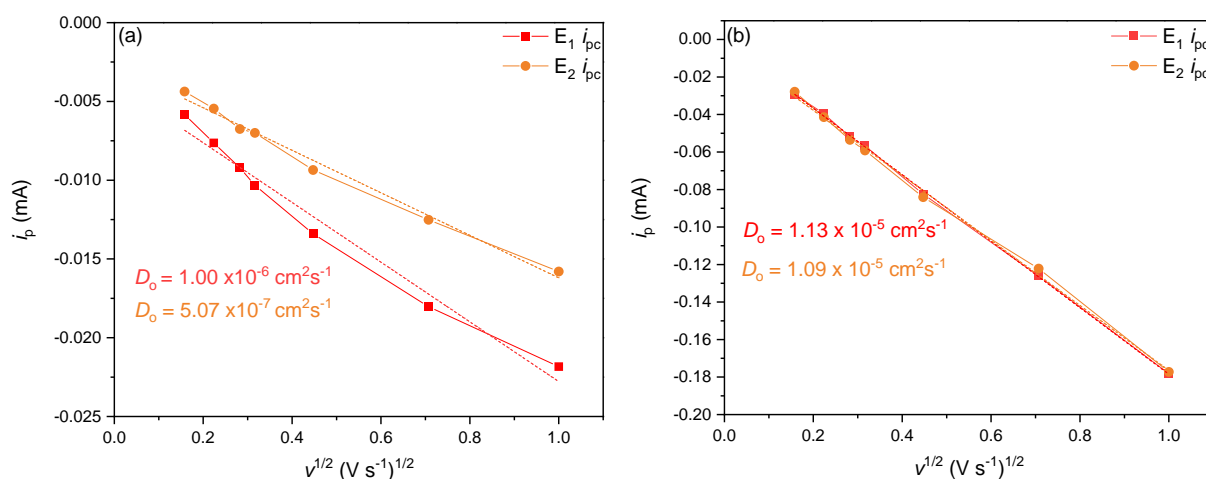 (a)
E₁ iₚc
E₂ iₚc
0.000
-0.005
-0.010
-0.015
-0.020
-0.025
iₚ (mA)
Dₒ = 1.00 x10⁻⁶ cm²s⁻¹
Dₒ = 5.07 x10⁻⁷ cm²s⁻¹
0.0 0.2 0.4 0.6 0.8 1.0
v¹/² (V s⁻¹)¹/²
(b)
E₁ iₚc
E₂ iₚc
0.00
-0.02
-0.04
-0.06
-0.08
-0.10
-0.12
-0.14
-0.16
-0.18
-0.20
iₚ (mA)
Dₒ = 1.13 x 10⁻⁵ cm²s⁻¹
Dₒ = 1.09 x 10⁻⁵ cm²s⁻¹
0.0 0.2 0.4 0.6 0.8 1.0
v¹/² (V s⁻¹)¹/²